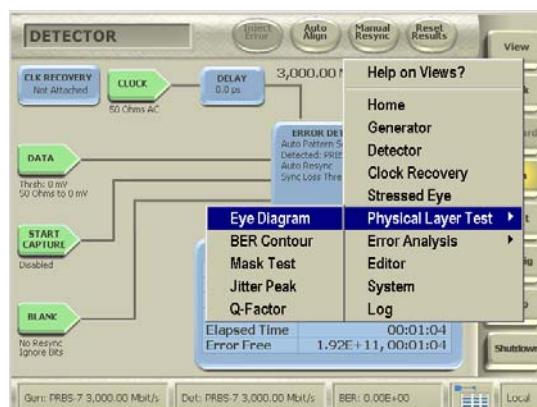 DETECTOR
Inject Error
Auto Align
Manual Resync
Reset Results
View
CLK RECOVERY
Not Attached
CLOCK
50 Ohms AC
DELAY
0.0 ps
3,000.00
ERROR DET
Auto Pattern S
Detected: PRBS
Auto Resync
Sync Loss Thre
DATA
Thrsh: 0 mV
50 Ohms to 0 mV
START CAPTURE
Disabled
BLANK
No Resync
Ignore Bits
Help on Views?
Home
Generator
Detector
Clock Recovery
Stressed Eye
Physical Layer Test
Error Analysis
Editor
System
Log
Eye Diagram
BER Contour
Mask Test
Jitter Peak
Q-Factor
Elapsed Time 00:01:04
Error Free 1.92E+11, 00:01:04
Shutdown
Gen: PRBS-7 3,000.00 Mbit/s
Det: PRBS-7 3,000.00 Mbit/s
BER: 0.00E+00
Local